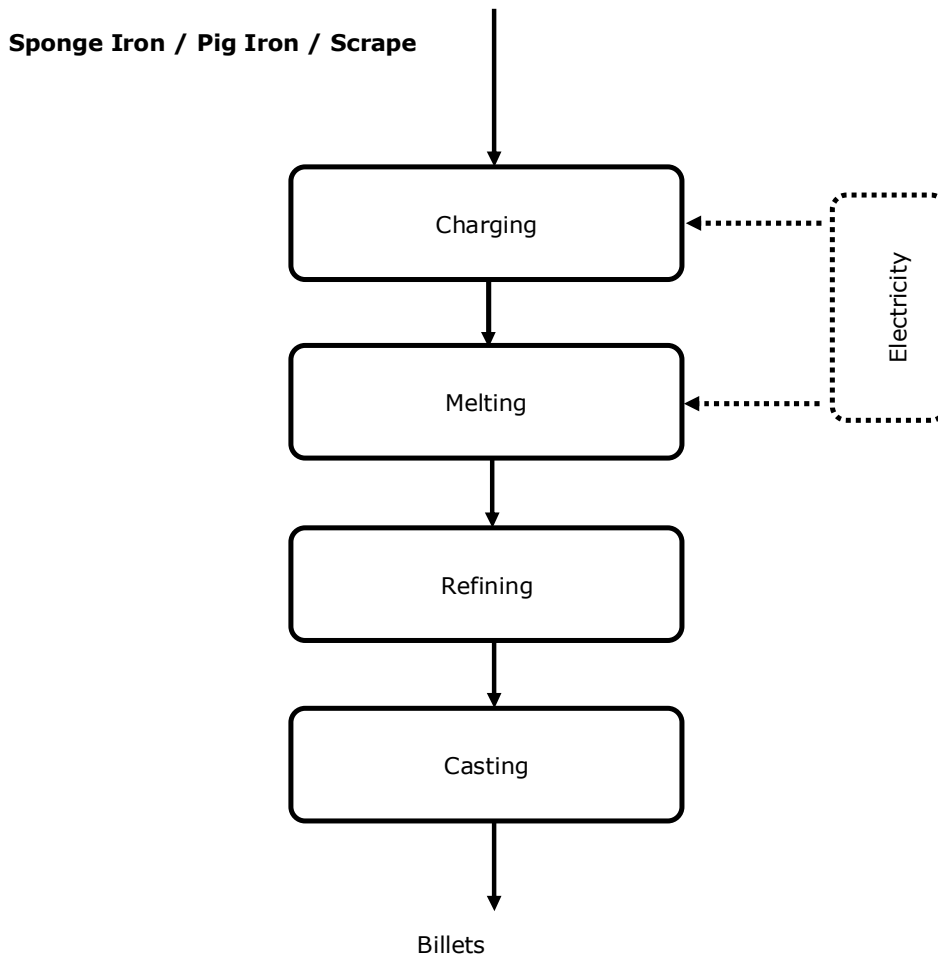 Sponge Iron / Pig Iron / Scrape
Charging
Electricity
Melting
Refining
Casting
Billets